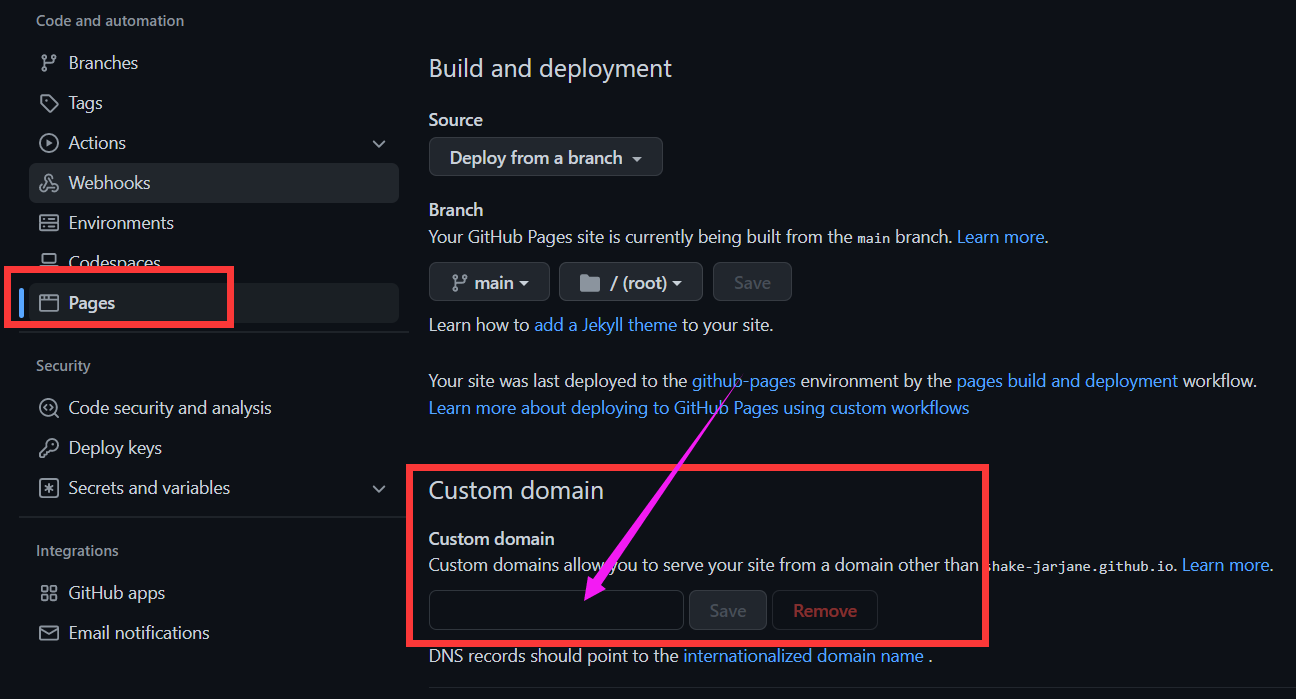 Code and automation
Branches
Tags
Actions
Webhooks
Environments
Codespaces
Pages
Security
Code security and analysis
Deploy keys
Secrets and variables
Integrations
GitHub apps
Email notifications
Build and deployment
Source
Deploy from a branch
Branch
Your GitHub Pages site is currently being built from the main branch. Learn more.
main / (root) Save
Learn how to add a Jekyll theme to your site.
Your site was last deployed to the github-pages environment by the pages build and deployment workflow.
Learn more about deploying to GitHub Pages using custom workflows
Custom domain
Custom domain
Custom domains allow you to serve your site from a domain other than shake-jarjane.github.io. Learn more.
Save Remove
DNS records should point to the internationalized domain name .